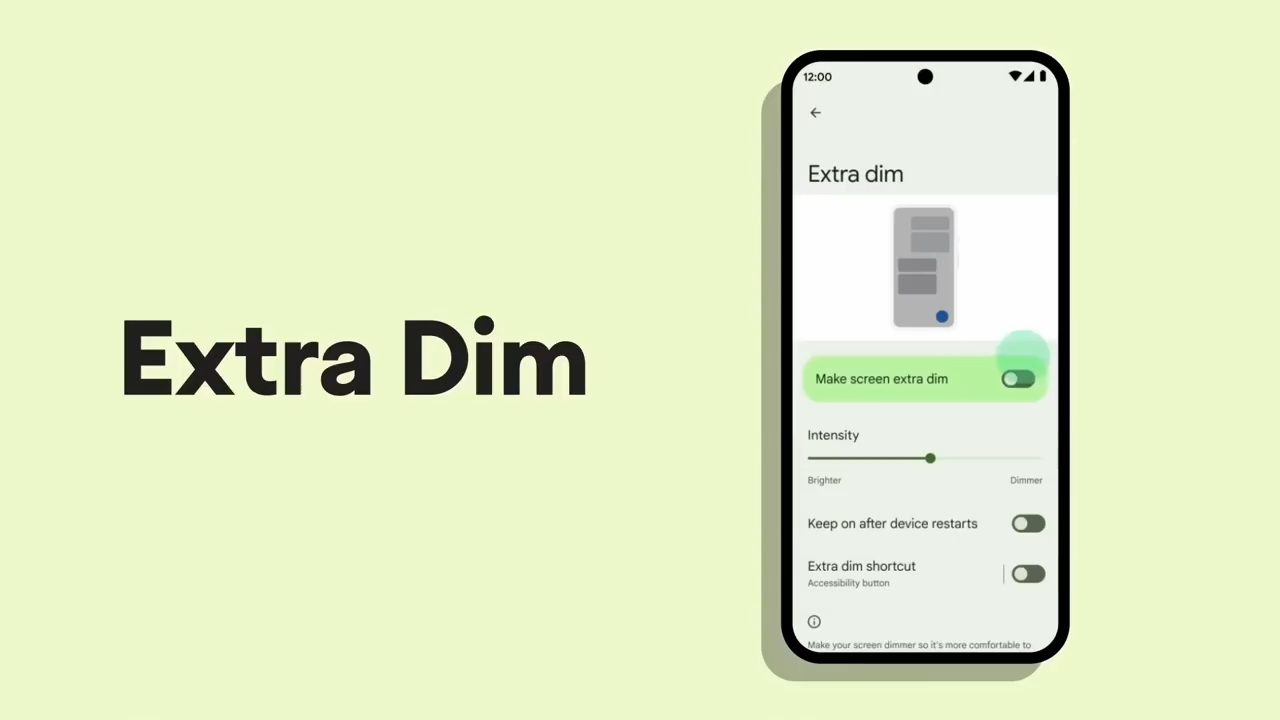 Extra Dim
12:00
Extra dim
Make screen extra dim
Intensity
Brighter Dimmer
Keep on after device restarts
Extra dim shortcut
Accessibility button
Make your screen dimmer so it's more comfortable to